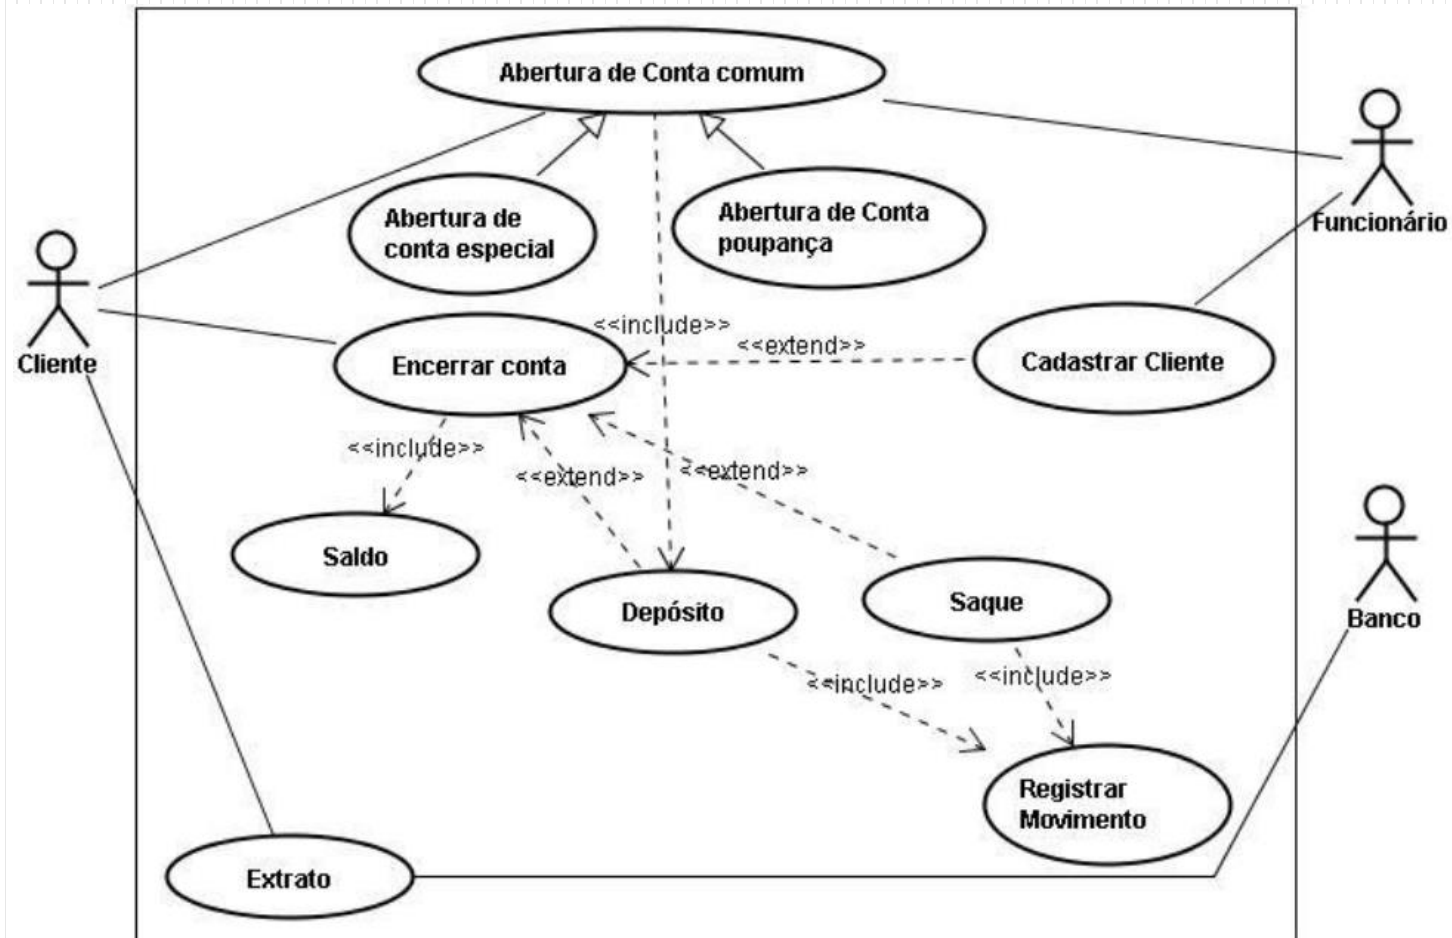 Abertura de Conta comum
Abertura de
conta especial
Abertura de Conta
poupança
Funcionário
Cliente
<<include>>
<<extend>>
Encerrar conta
Cadastrar Cliente
<<include>>
<<extend>>
<<extend>>
Saldo
Depósito
Saque
Banco
<<include>>
<<include>>
Registrar
Movimento
Extrato